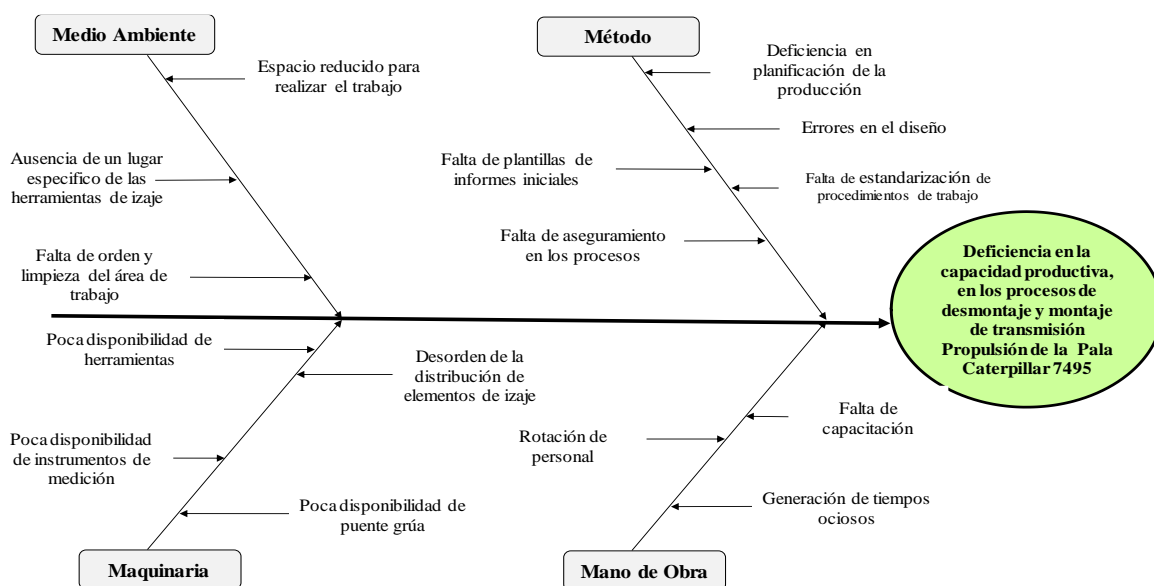 Medio Ambiente
Espacio reducido para
realizar el trabajo
Ausencia de un lugar
especifico de las
herramientas de izaje
Falta de orden y
limpieza del área de
trabajo
Método
Deficiencia en
planificación de la
producción
Errores en el diseño
Falta de plantillas de
informes iniciales
Falta de estandarización de
procedimientos de trabajo
Falta de aseguramiento
en los procesos
Deficiencia en la
capacidad productiva,
en los procesos de
desmontaje y montaje
de transmisión
Propulsión de la Pala
Caterpillar 7495
Poca disponibilidad de
herramientas
Desorden de la
distribución de
elementos de izaje
Poca disponibilidad
de instrumentos de
medición
Poca disponibilidad de
puente grúa
Maquinaria
Falta de
capacitación
Rotación de
personal
Generación de tiempos
ociosos
Mano de Obra